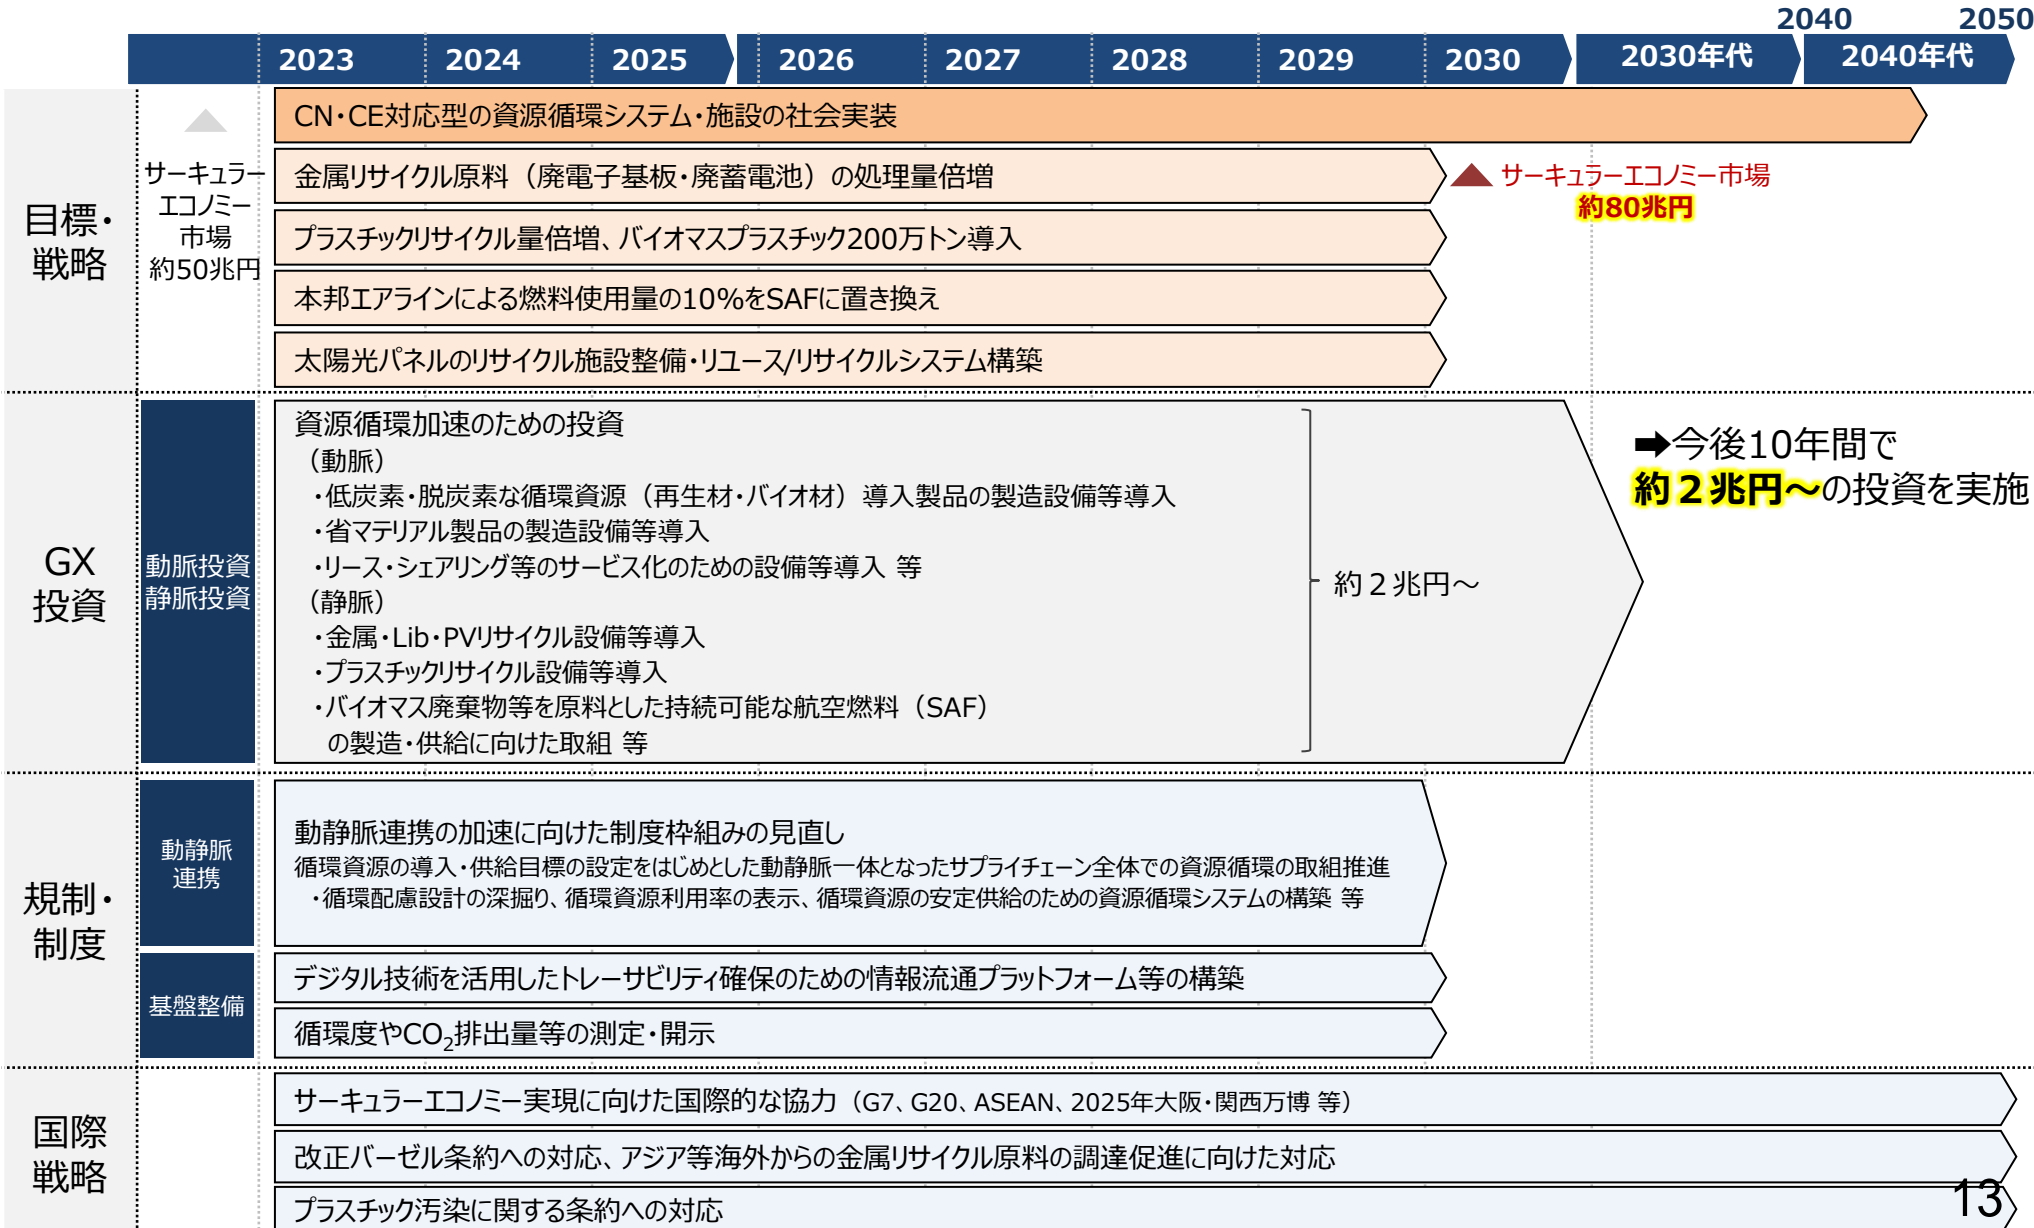 2040 2050
2023 2024 2025 2026 2027 2028 2029 2030 2030年代 2040年代
目標・
戦略
サーキュラー
エコノミー
市場
約50兆円
CN・CE対応型の資源循環システム・施設の社会実装
金属リサイクル原料（廃電子基板・廃蓄電池）の処理量倍増
サーキュラーエコノミー市場
約80兆円
プラスチックリサイクル量倍増、バイオマスプラスチック200万トン導入
本邦エアラインによる燃料使用量の10%をSAFに置き換え
太陽光パネルのリサイクル施設整備・リユース/リサイクルシステム構築
GX
投資
動脈投資
静脈投資
資源循環加速のための投資
（動脈）
・低炭素・脱炭素な循環資源（再生材・バイオ材）導入製品の製造設備等導入
・省マテリアル製品の製造設備等導入
・リース・シェアリング等のサービス化のための設備等導入 等
（静脈）
・金属・Lib・PVリサイクル設備等導入
・プラスチックリサイクル設備等導入
・バイオマス廃棄物等を原料とした持続可能な航空燃料（SAF）
の製造・供給に向けた取組 等
約２兆円～
➡今後10年間で
約２兆円～の投資を実施
規制・
制度
動静脈
連携
動静脈連携の加速に向けた制度枠組みの見直し
循環資源の導入・供給目標の設定をはじめとした動静脈一体となったサプライチェーン全体での資源循環の取組推進
・循環配慮設計の深掘り、循環資源利用率の表示、循環資源の安定供給のための資源循環システムの構築 等
基盤整備
デジタル技術を活用したトレーサビリティ確保のための情報流通プラットフォーム等の構築
循環度やCO₂排出量等の測定・開示
国際
戦略
サーキュラーエコノミー実現に向けた国際的な協力（G7、G20、ASEAN、2025年大阪・関西万博 等）
改正バーゼル条約への対応、アジア等海外からの金属リサイクル原料の調達促進に向けた対応
プラスチック汚染に関する条約への対応
13